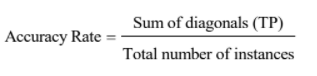 Accuracy Rate = Sum of diagonals (TP)
Total number of instances